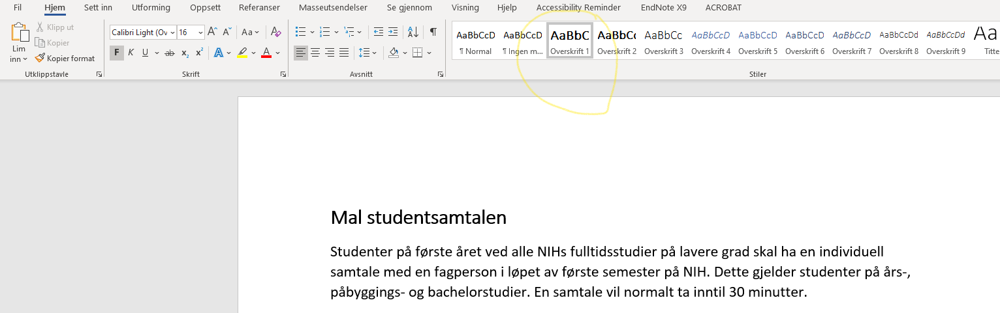 Fil Hjem Sett inn Utforming Oppsett Referanser Masseutsendelser Se gjennom Visning Hjelp Accessibility Reminder EndNote X9 ACROBAT
Lim inn
Klipp ut
Kopier
Kopier format
Utklippstavle
Calibri Light (Ov 16 Aa
F K U ab x₂ x² A A
Skrift
Avsnitt
AaBbCcD AaBbCcD AaBbC AaBbCc AaBbCc AaBbCcD AaBbCcD AaBbCcD AaBbCcD AaBbCcDd AaBbCcDd Aa
¶ Normal ¶ Ingen m... Overskrift 1 Overskrift 2 Overskrift 3 Overskrift 4 Overskrift 5 Overskrift 6 Overskrift 7 Overskrift 8 Overskrift 9 Titte
Stiler
Mal studentsamtalen
Studenter på første året ved alle NIHs fulltidsstudier på lavere grad skal ha en individuell
samtale med en fagperson i løpet av første semester på NIH. Dette gjelder studenter på års-,
påbyggings- og bachelorstudier. En samtale vil normalt ta inntil 30 minutter.